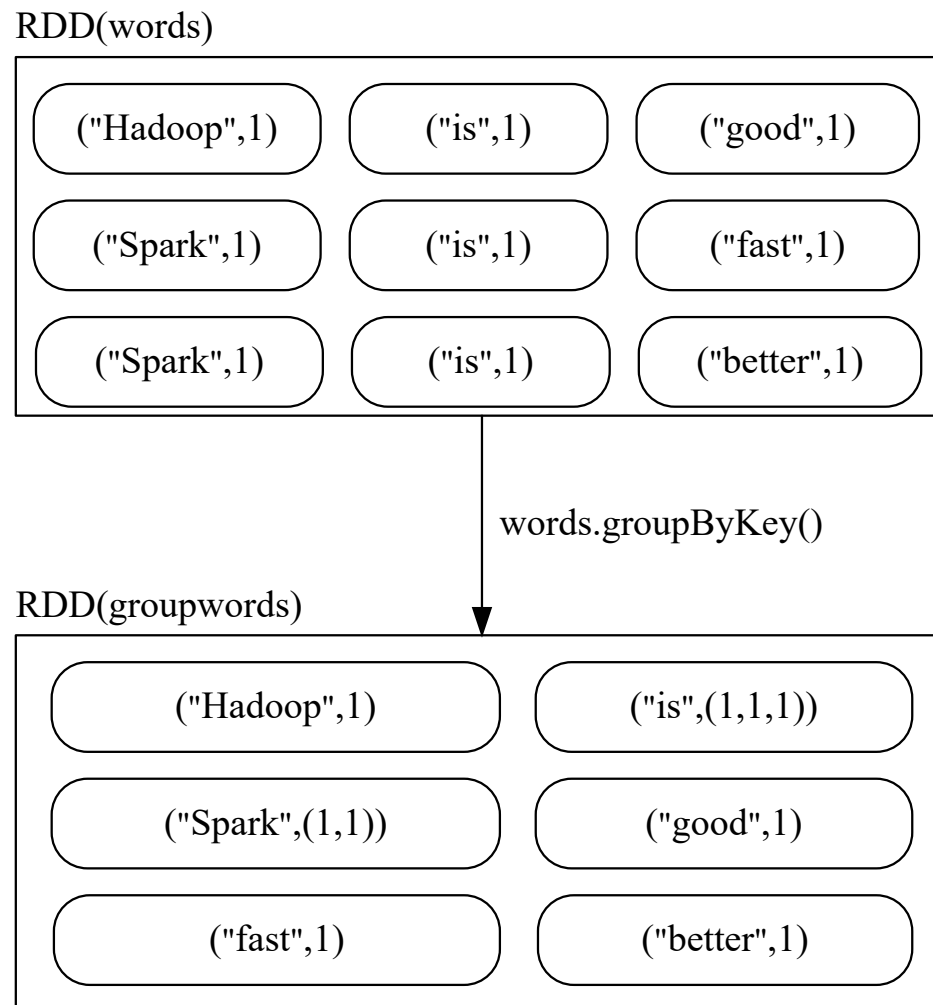 RDD(words)
("Hadoop",1) ("is",1) ("good",1)
("Spark",1) ("is",1) ("fast",1)
("Spark",1) ("is",1) ("better",1)
words.groupByKey()
RDD(groupwords)
("Hadoop",1) ("is",(1,1,1))
("Spark",(1,1)) ("good",1)
("fast",1) ("better",1)